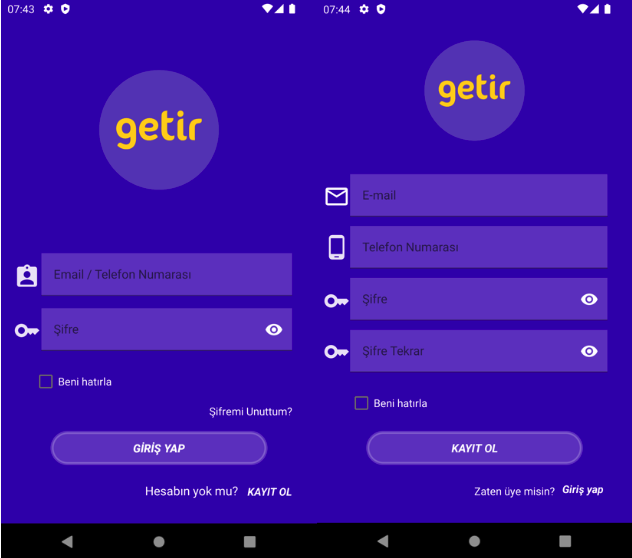 07:43
getir
Email / Telefon Numarası
Şifre
Beni hatırla
Şifremi Unuttum?
GİRİŞ YAP
Hesabın yok mu? KAYIT OL
07:44
getir
E-mail
Telefon Numarası
Şifre
Şifre Tekrar
Beni hatırla
KAYIT OL
Zaten üye misin? Giriş yap